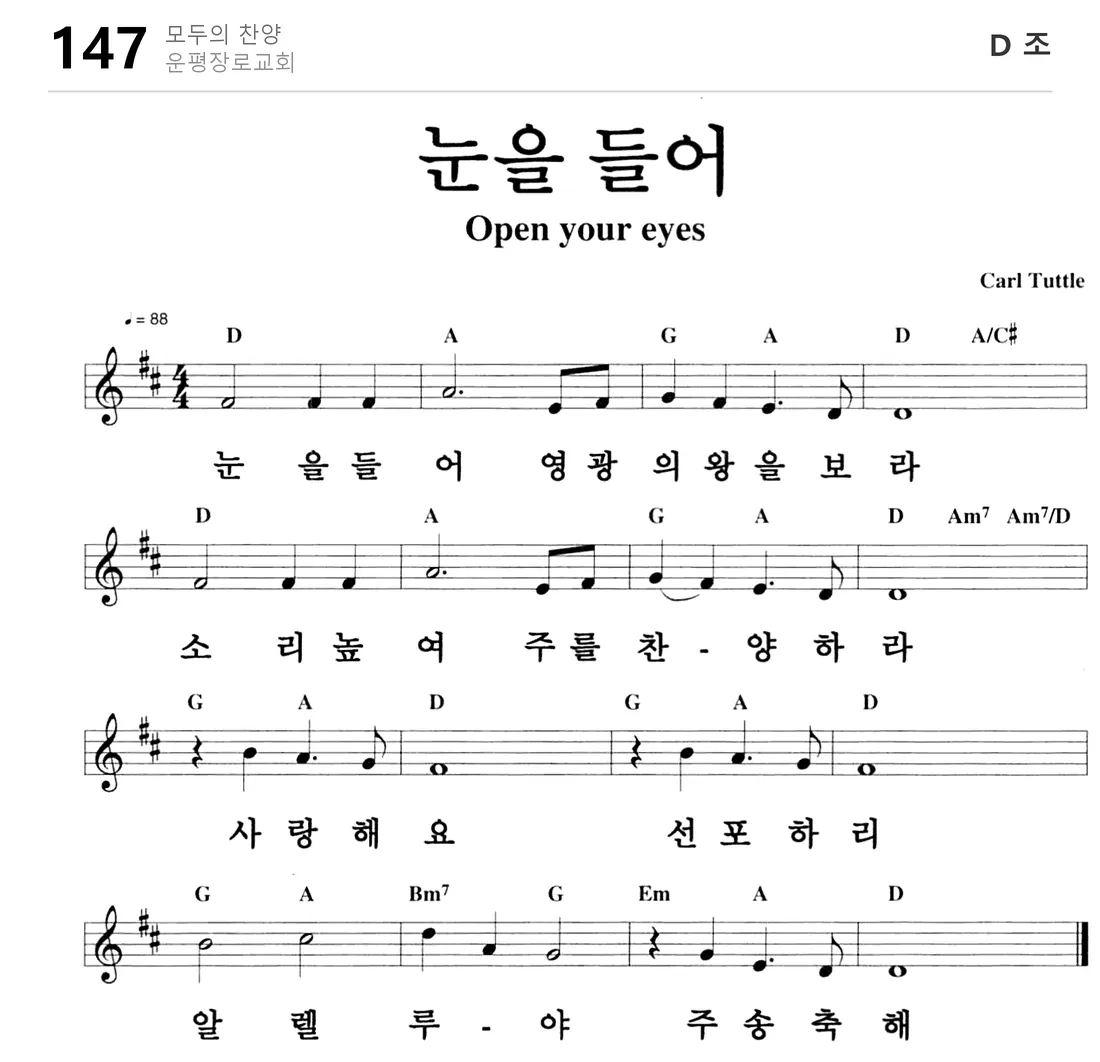 147
모두의 찬양
운평장로교회
D 조
눈을 들어
Open your eyes
Carl Tuttle
♩ = 88
D A G A D A/C♯
4/4
눈 을 들 어 영 광 의 왕 을 보 라
D A G A D Am7 Am7/D
소 리 높 여 주 를 찬 - 양 하 라
G A D G A D
사 랑 해 요 선 포 하 리
G A Bm7 G Em A D
알 렐 루 - 야 주 송 축 해